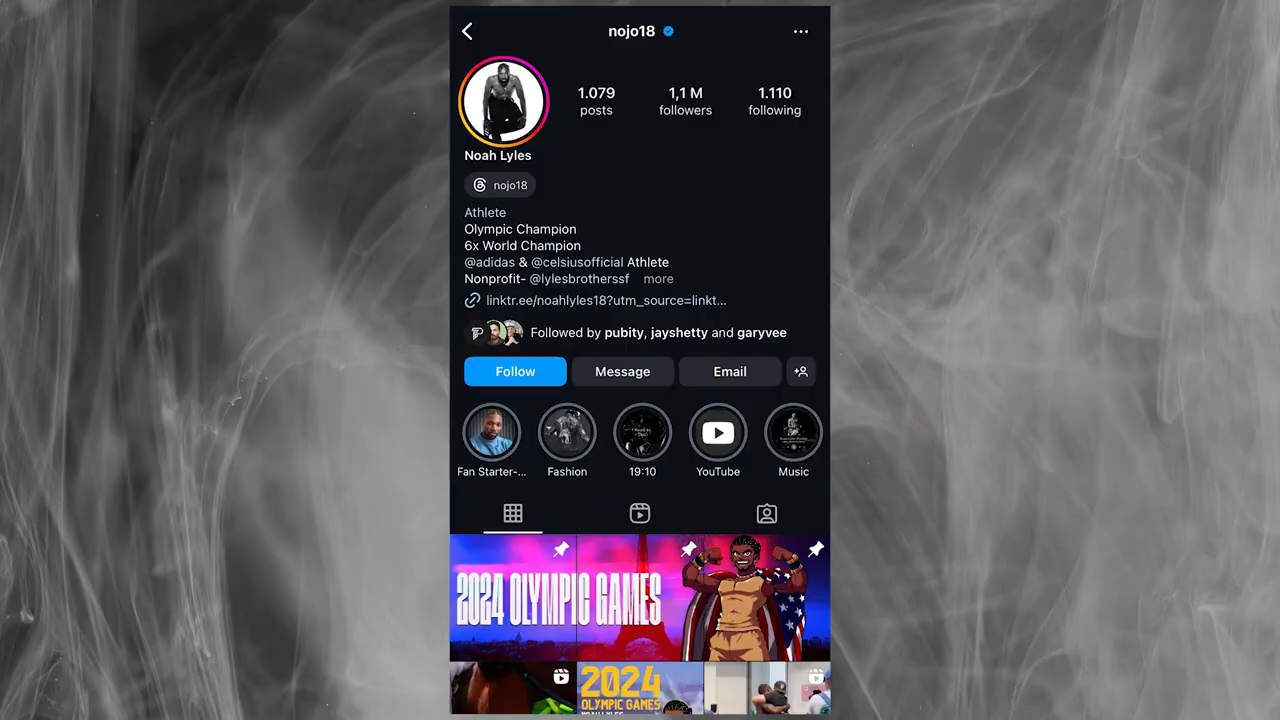 nojo18
1.079 1,1 M 1.110
posts followers following
Noah Lyles
nojo18
Athlete
Olympic Champion
6x World Champion
@adidas & @celsiusofficial Athlete
Nonprofit- @lylesbrotherssf more
linktr.ee/noahlyles18?utm_source=linkt...
Followed by pubity, jayshetty and garyvee
Follow Message Email
Fan Starter-... Fashion 19:10 YouTube Music
2024 OLYMPIC GAMES
2024
OLYMPIC GAMES
NOAH LYLES